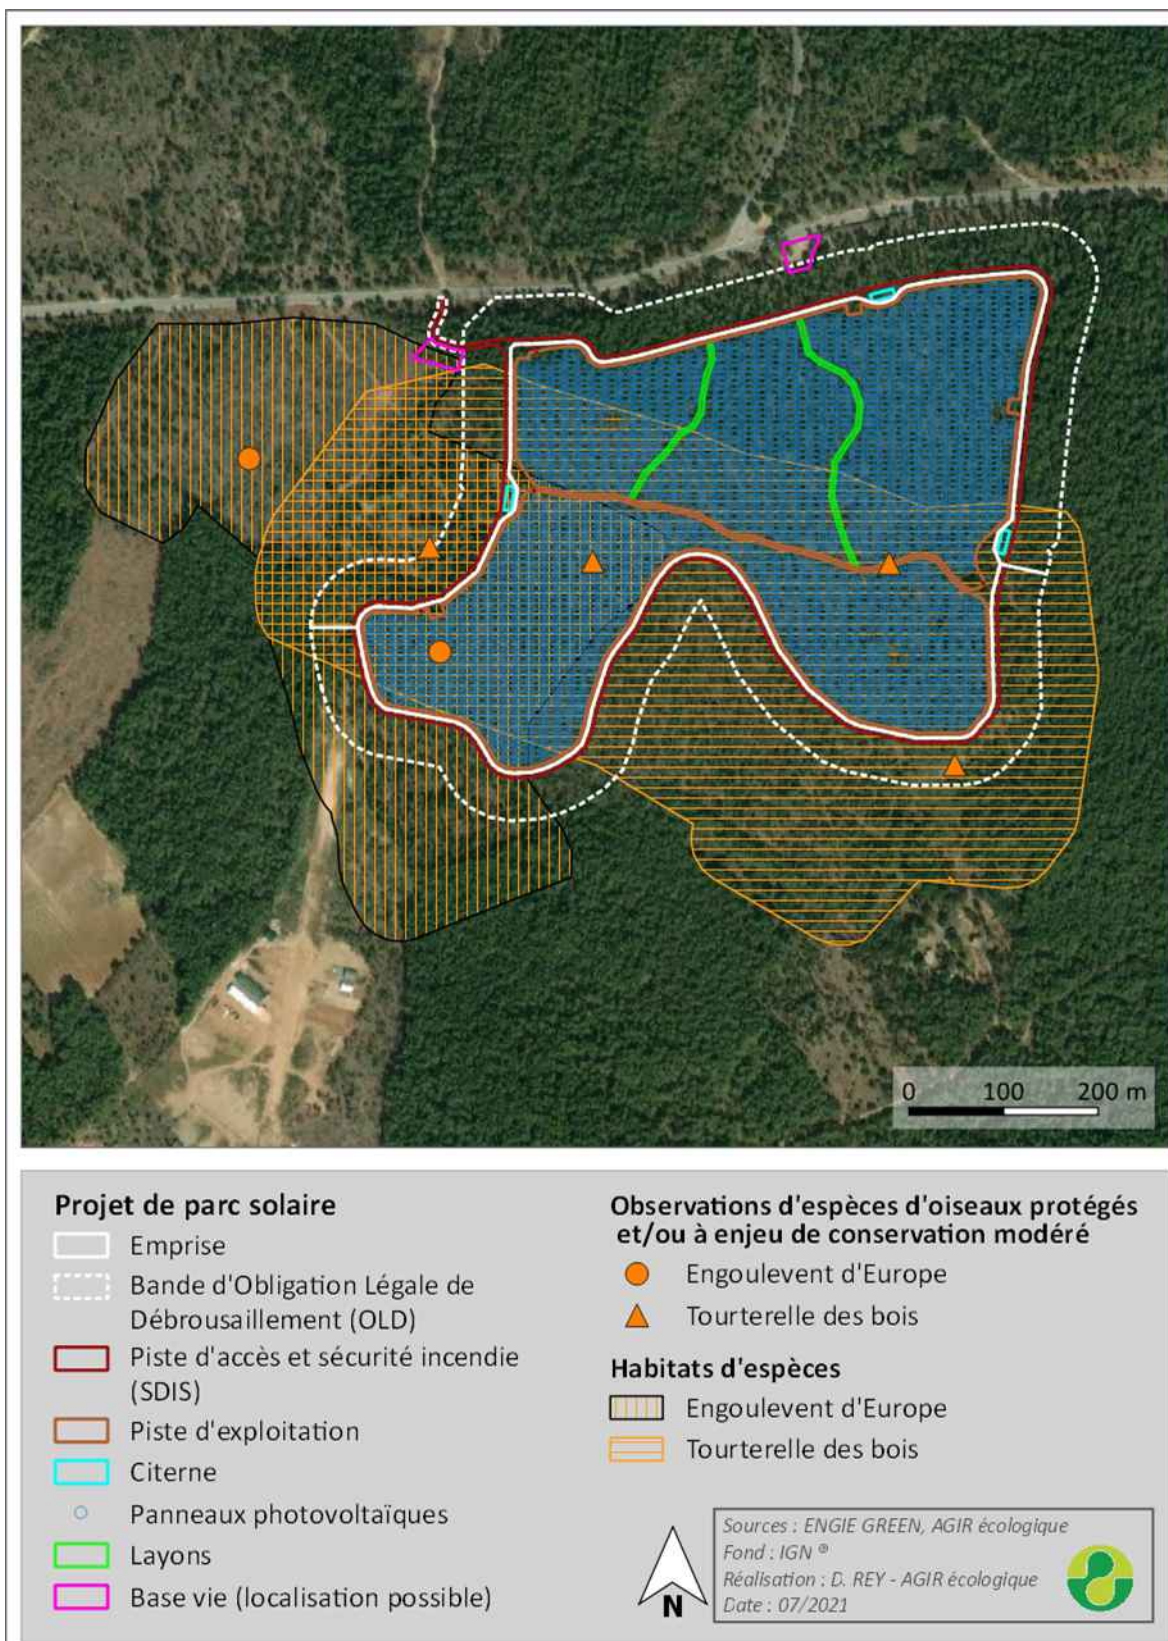 0 100 200 m
Projet de parc solaire
Emprise
Bande d'Obligation Légale de
Débrousaillement (OLD)
Piste d'accès et sécurité incendie
(SDIS)
Piste d'exploitation
Citerne
Panneaux photovoltaïques
Layons
Base vie (localisation possible)
Observations d'espèces d'oiseaux protégés
et/ou à enjeu de conservation modéré
Engoulevent d'Europe
Tourterelle des bois
Habitats d'espèces
Engoulevent d'Europe
Tourterelle des bois
N
Sources : ENGIE GREEN, AGIR écologique
Fond : IGN ®
Réalisation : D. REY - AGIR écologique
Date : 07/2021